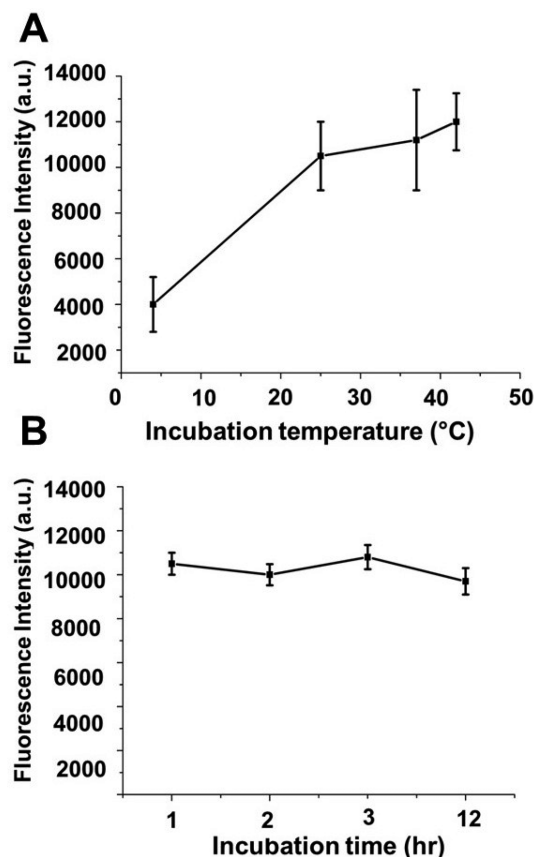 A
Fluorescence Intensity (a.u.)
14000
12000
10000
8000
6000
4000
2000
0 10 20 30 40 50
Incubation temperature (°C)
B
Fluorescence Intensity (a.u.)
14000
12000
10000
8000
6000
4000
2000
1 2 3 12
Incubation time (hr)